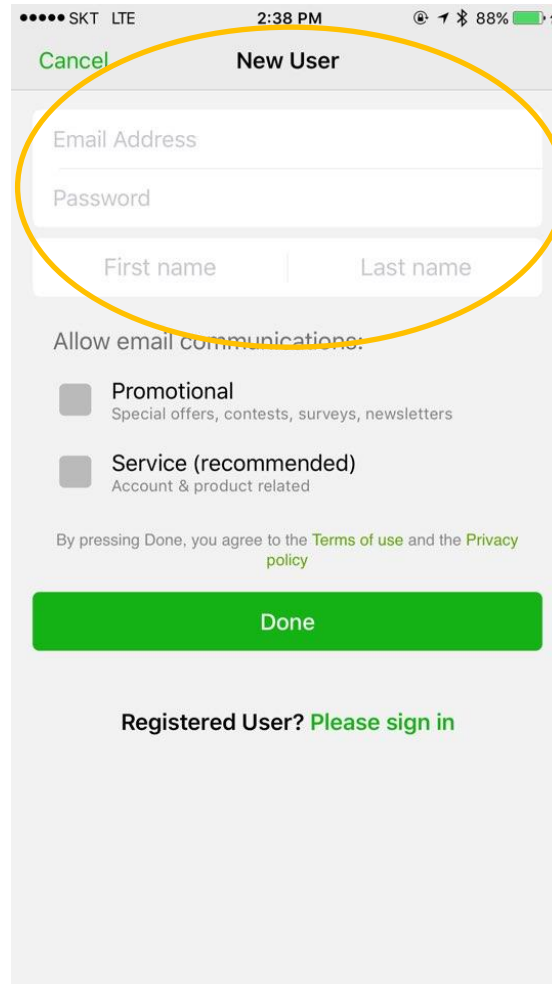 SKT LTE 2:38 PM 88%
Cancel New User
Email Address
Password
First name Last name
Allow email communications:
Promotional
Special offers, contests, surveys, newsletters
Service (recommended)
Account & product related
By pressing Done, you agree to the Terms of use and the Privacy
policy
Done
Registered User? Please sign in